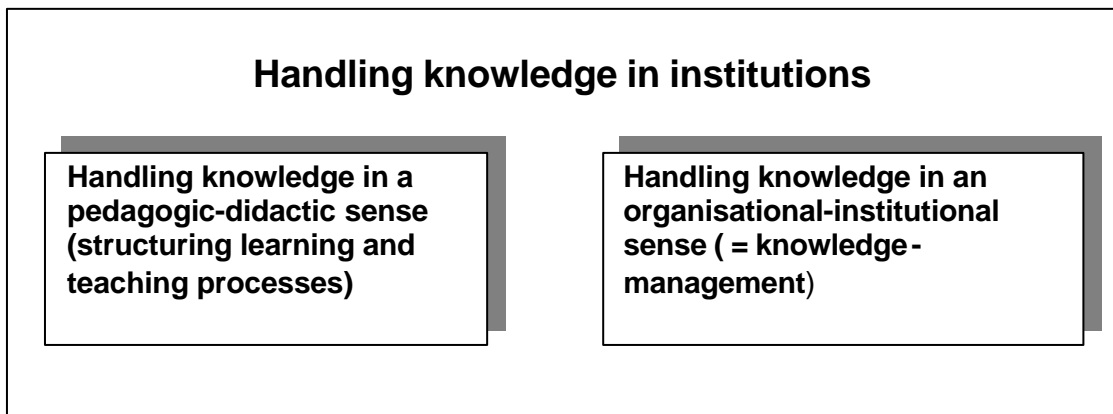 Handling knowledge in institutions
Handling knowledge in a
pedagogic-didactic sense
(structuring learning and
teaching processes)
Handling knowledge in an
organisational-institutional
sense ( = knowledge-
management)